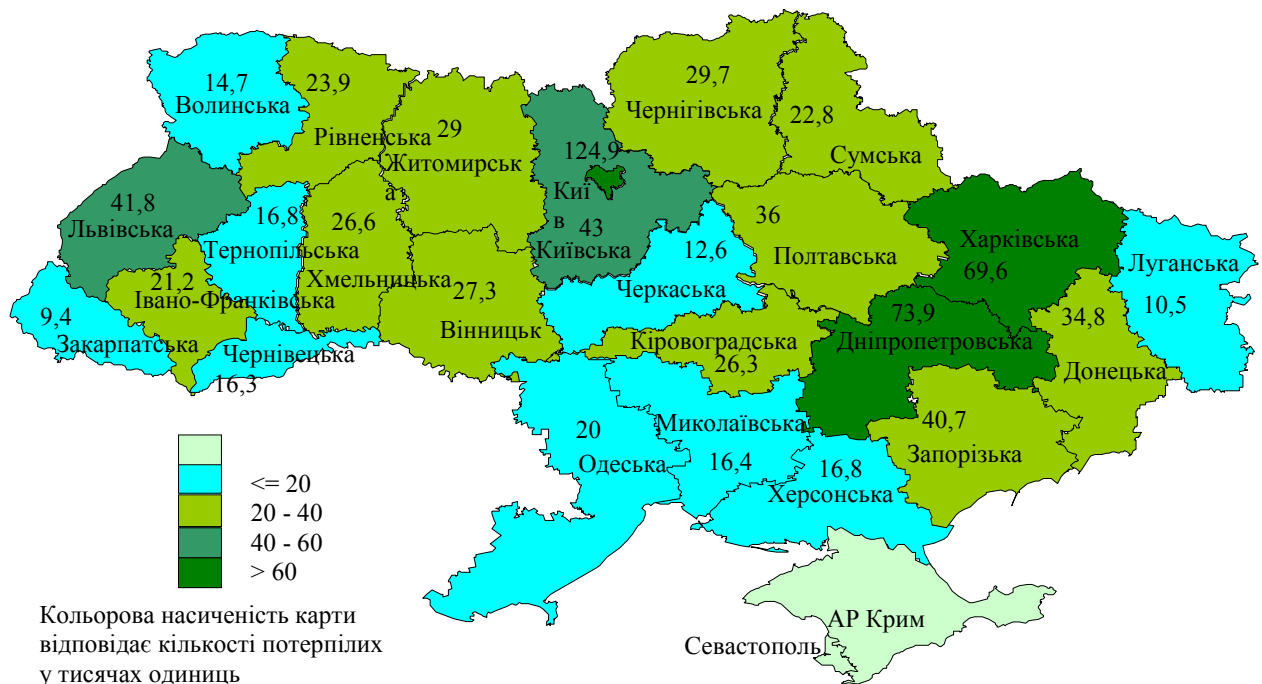 14,7
Волинська
23,9
Рівненська
29
Житомирськ
а
124,9
Киї
в
43
Київська
29,7
Чернігівська
22,8
Сумська
41,8
Львівська
16,8
Тернопільська
26,6
Хмельницька
21,2
Івано-Франківська
9,4
Закарпатська
Чернівецька
16,3
27,3
Вінницьк
12,6
Черкаська
36
Полтавська
Харківська
69,6
Луганська
10,5
Кіровоградська
26,3
73,9
Дніпропетровська
34,8
Донецька
20
Одеська
Миколаївська
16,4
16,8
Херсонська
40,7
Запорізька
АР Крим
Севастополь
<= 20
20 - 40
40 - 60
> 60
Кольорова насиченість карти
відповідає кількості потерпілих
у тисячах одиниць